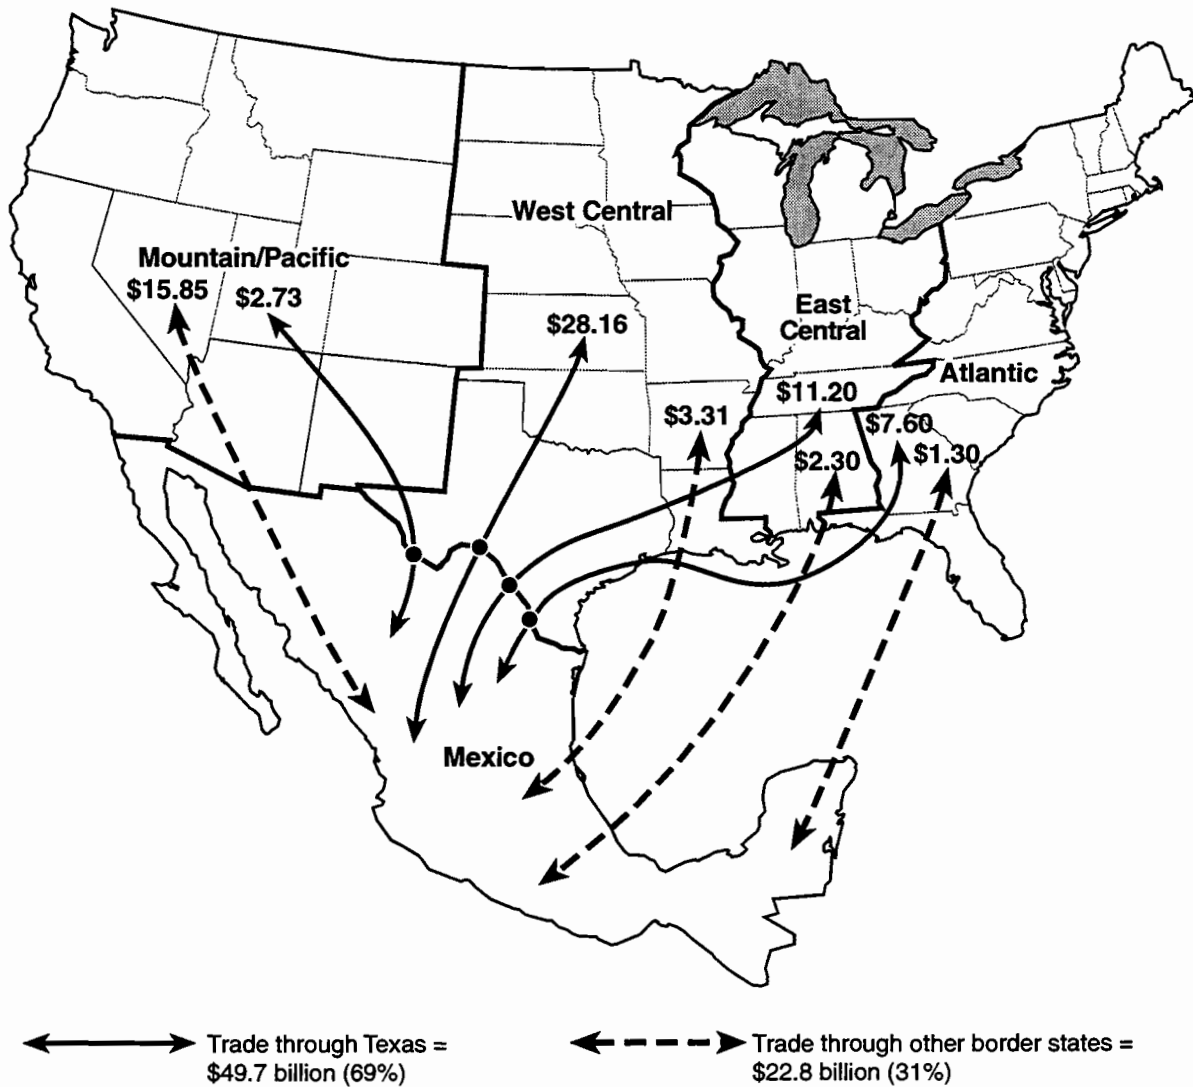 West Central
Mountain/Pacific
$15.85
$2.73
$28.16
East
Central
Atlantic
$11.20
$3.31
$7.60
$2.30
$1.30
Mexico
Trade through Texas =
$49.7 billion (69%)
Trade through other border states =
$22.8 billion (31%)